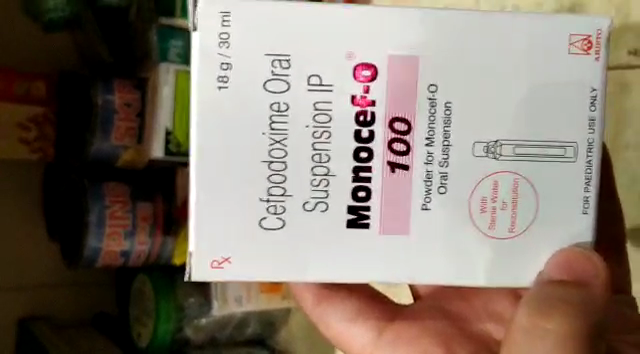 18 g / 30 ml
Rx
Cefpodoxime Oral
Suspension IP
Monocef-O®
100
Powder for Monocef-O
Oral Suspension
With
Sterile Water
for
Reconstitution
FOR PAEDIATRIC USE ONLY
ARISTO